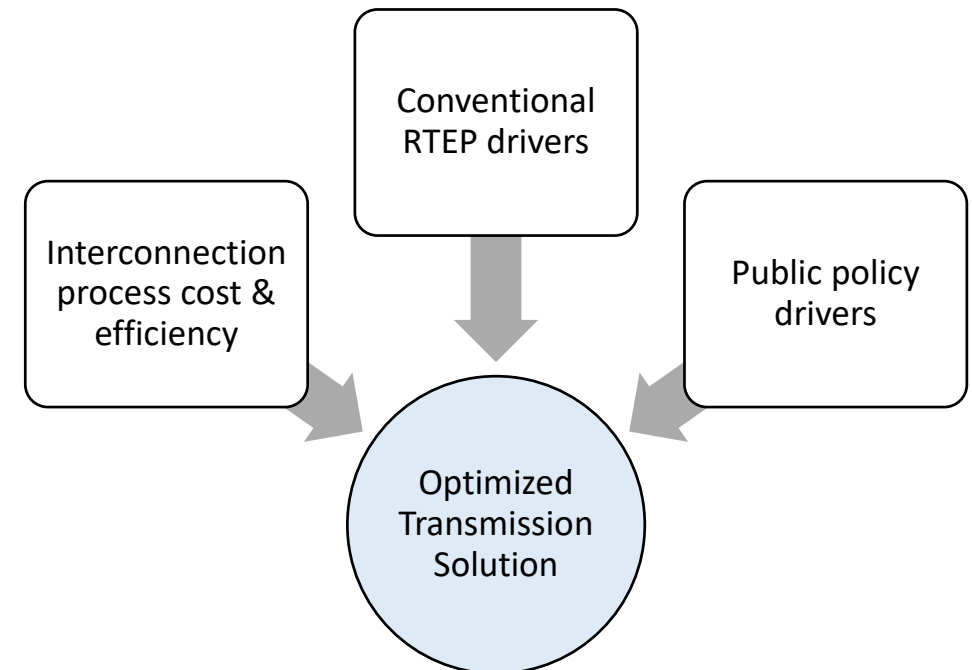 Conventional
RTEP drivers
Interconnection
process cost &
efficiency
Public policy
drivers
Optimized
Transmission
Solution